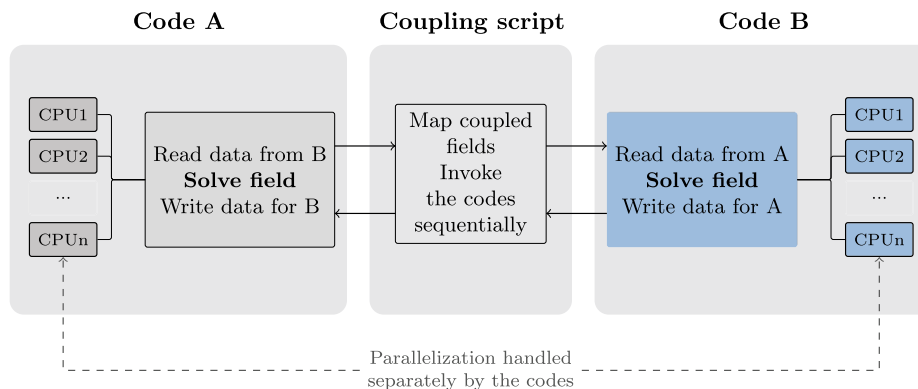 Code A
Coupling script
Code B
CPU1
CPU2
...
CPUn
Read data from B
Solve field
Write data for B
Map coupled
fields
Invoke
the codes
sequentially
Read data from A
Solve field
Write data for A
CPU1
CPU2
...
CPUn
Parallelization handled
separately by the codes